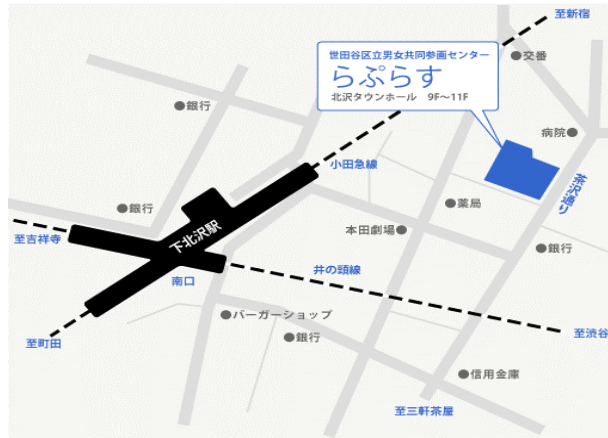 至新宿
世田谷区立男女共同参画センター
らぷらす
北沢タウンホール 9F〜11F
交番
銀行
病院
小田急線
茶沢通り
銀行
薬局
下北沢駅
本田劇場
至吉祥寺
銀行
南口
井の頭線
バーガーショップ
至渋谷
銀行
至町田
信用金庫
至三軒茶屋